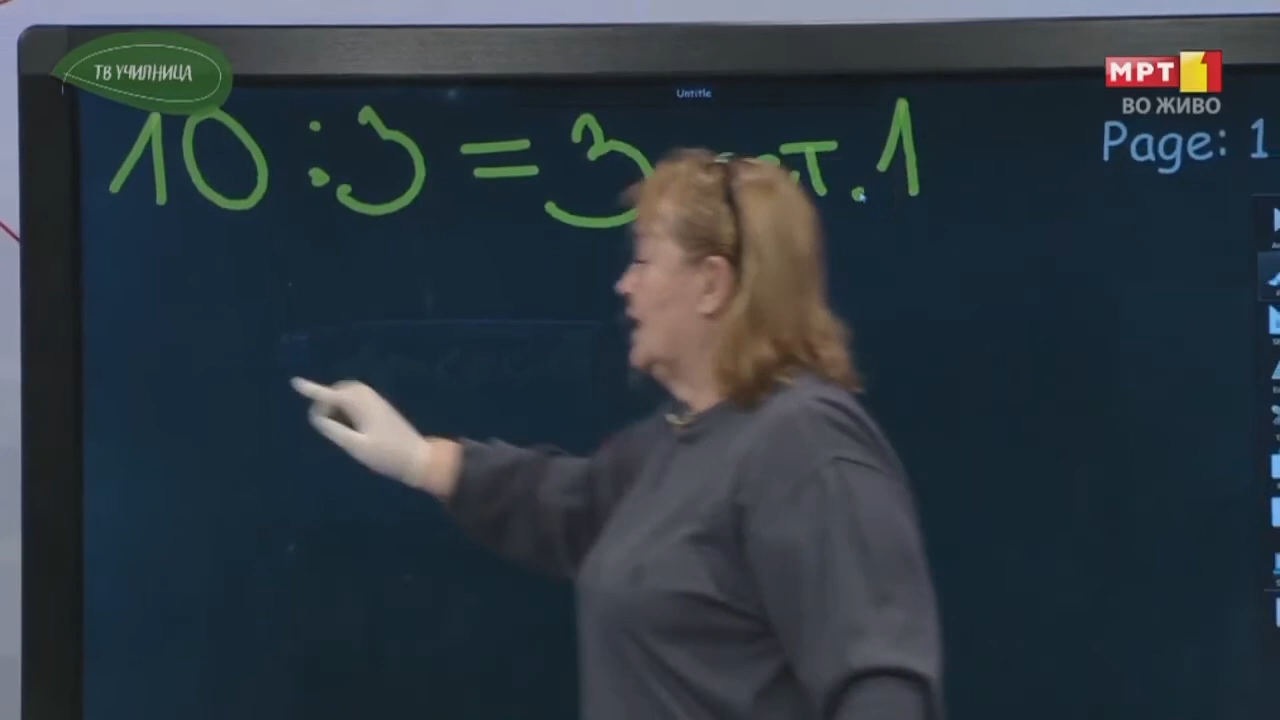 ТВ УЧИЛНИЦА
МРТ 1
ВО ЖИВО
Untitle
Page: 1
10 : 3 = 3 ст. 1